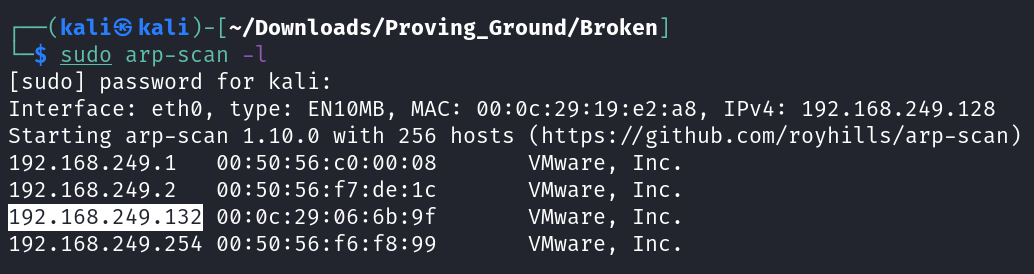 ┌──(kali㉿kali)-[~/Downloads/Proving_Ground/Broken]
└─$ sudo arp-scan -l
[sudo] password for kali:
Interface: eth0, type: EN10MB, MAC: 00:0c:29:19:e2:a8, IPv4: 192.168.249.128
Starting arp-scan 1.10.0 with 256 hosts (https://github.com/royhills/arp-scan)
192.168.249.1   00:50:56:c0:00:08       VMware, Inc.
192.168.249.2   00:50:56:f7:de:1c       VMware, Inc.
192.168.249.132 00:0c:29:06:6b:9f       VMware, Inc.
192.168.249.254 00:50:56:f6:f8:99       VMware, Inc.